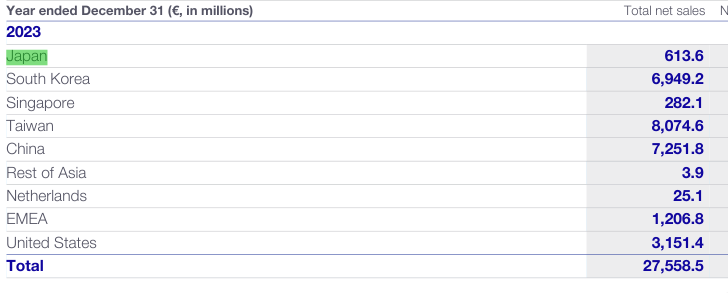 Year ended December 31 (€, in millions) Total net sales N
2023
Japan 613.6
South Korea 6,949.2
Singapore 282.1
Taiwan 8,074.6
China 7,251.8
Rest of Asia 3.9
Netherlands 25.1
EMEA 1,206.8
United States 3,151.4
Total 27,558.5